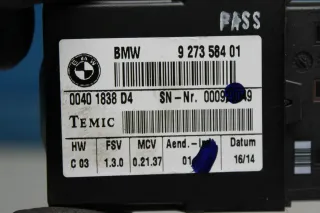 PASS
BMW 9 273 584 01
0040 1838 D4 SN-Nr. 000
TEMIC
HW FSV MCV Aend.- Datum
C 03 1.3.0 0.21.37 01 16/14